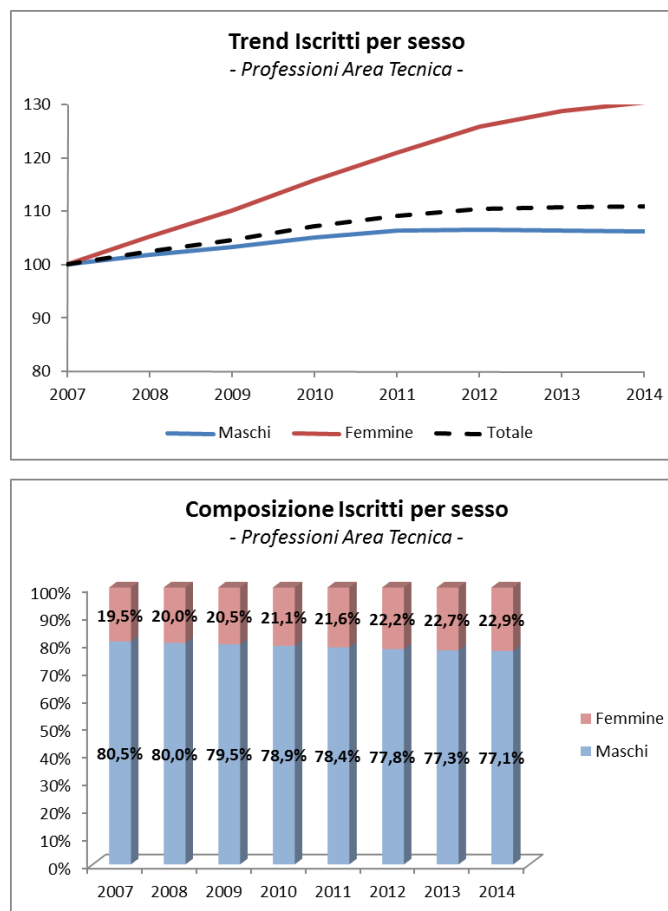 Trend Iscritti per sesso
- Professioni Area Tecnica -
130
120
110
100
90
80
2007 2008 2009 2010 2011 2012 2013 2014
Maschi Femmine Totale
Composizione Iscritti per sesso
- Professioni Area Tecnica -
100%
90%
80%
70%
60%
50%
40%
30%
20%
10%
0%
19,5% 20,0% 20,5% 21,1% 21,6% 22,2% 22,7% 22,9%
80,5% 80,0% 79,5% 78,9% 78,4% 77,8% 77,3% 77,1%
Femmine
Maschi
2007 2008 2009 2010 2011 2012 2013 2014